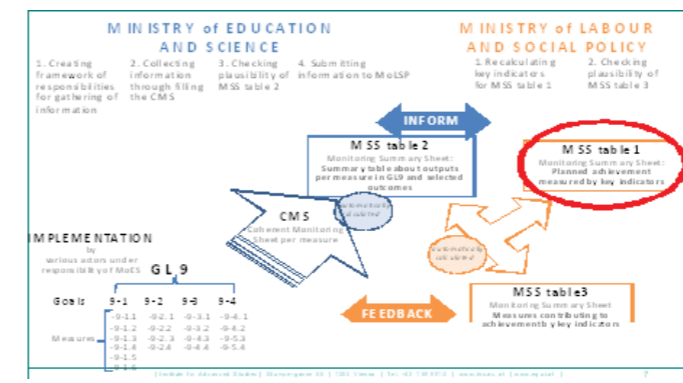 MINISTRY of EDUCATION
AND SCIENCE
MINISTRY of LABOUR
AND SOCIAL POLICY
1. Creating
framework of
responsibilities
for gathering of
information
2. Collecting
information
through filling
the CMS
3. Checking
plausibility of
MSS table 2
4. Submitting
information to MoLSP
1. Recalculating
key indicators
for MSS table 1
2. Checking
plausibility of
MSS table 3
INFORM
MSS table 2
Monitoring Summary Sheet:
Summary table about outputs
per measure in GL9 and selected
outcomes
MSS table 1
Monitoring Summary Sheet:
Planned achievement
measured by key indicators
automatically
calculated
CMS
Coherent Monitoring
Sheet per measure
automatically
calculated
IMPLEMENTATION
by
various actors under
responsibility of MoES
GL 9
Goals 9-1 9-2 9-3 9-4
Measures
-9-1.1 -9-2.1 -9-3.1 -9-4.1
-9-1.2 -9-2.2 -9-3.2 -9-4.2
-9-1.3 -9-2.3 -9-4.3 -9-5.3
-9-1.4 -9-2.4 -9-4.4 -9-5.4
-9-1.5
FEEDBACK
MSS table3
Monitoring Summary Sheet
Measures contributing to
achievement by key indicators
Institute for Advanced Studies
7